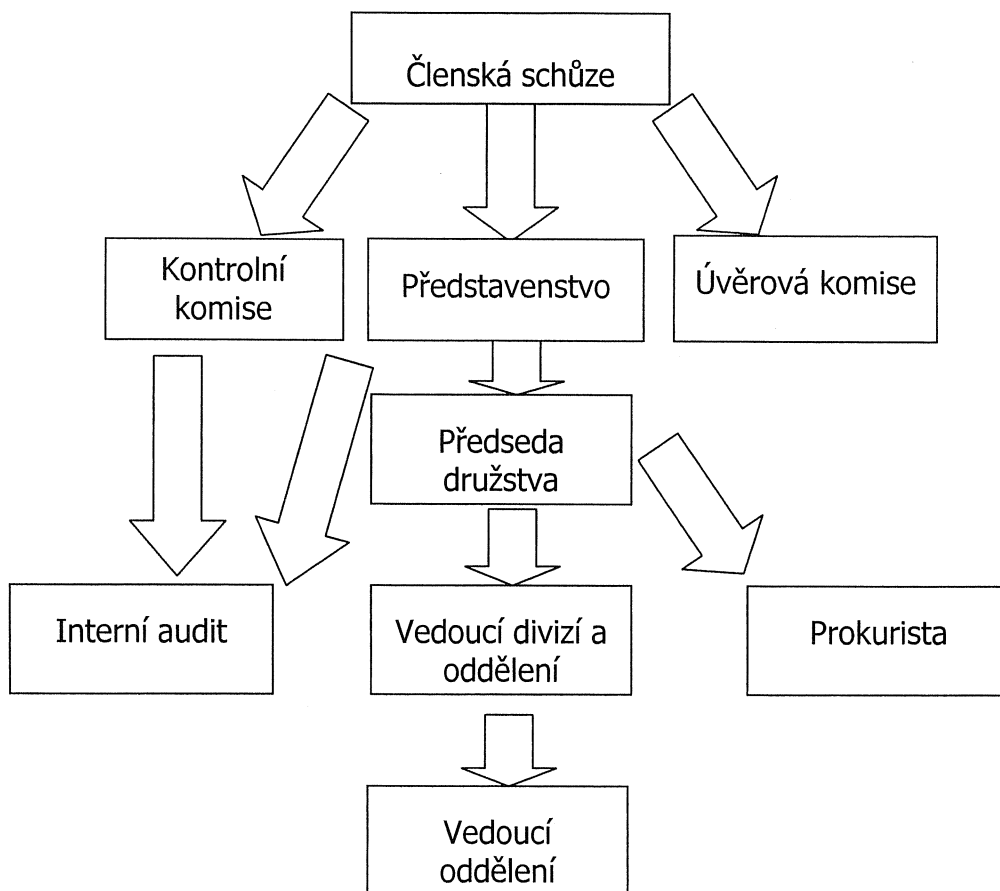 Členská schůze
Kontrolní
komise
Představenstvo
Úvěrová komise
Předseda
družstva
Interní audit
Vedoucí divizí a
oddělení
Prokurista
Vedoucí
oddělení